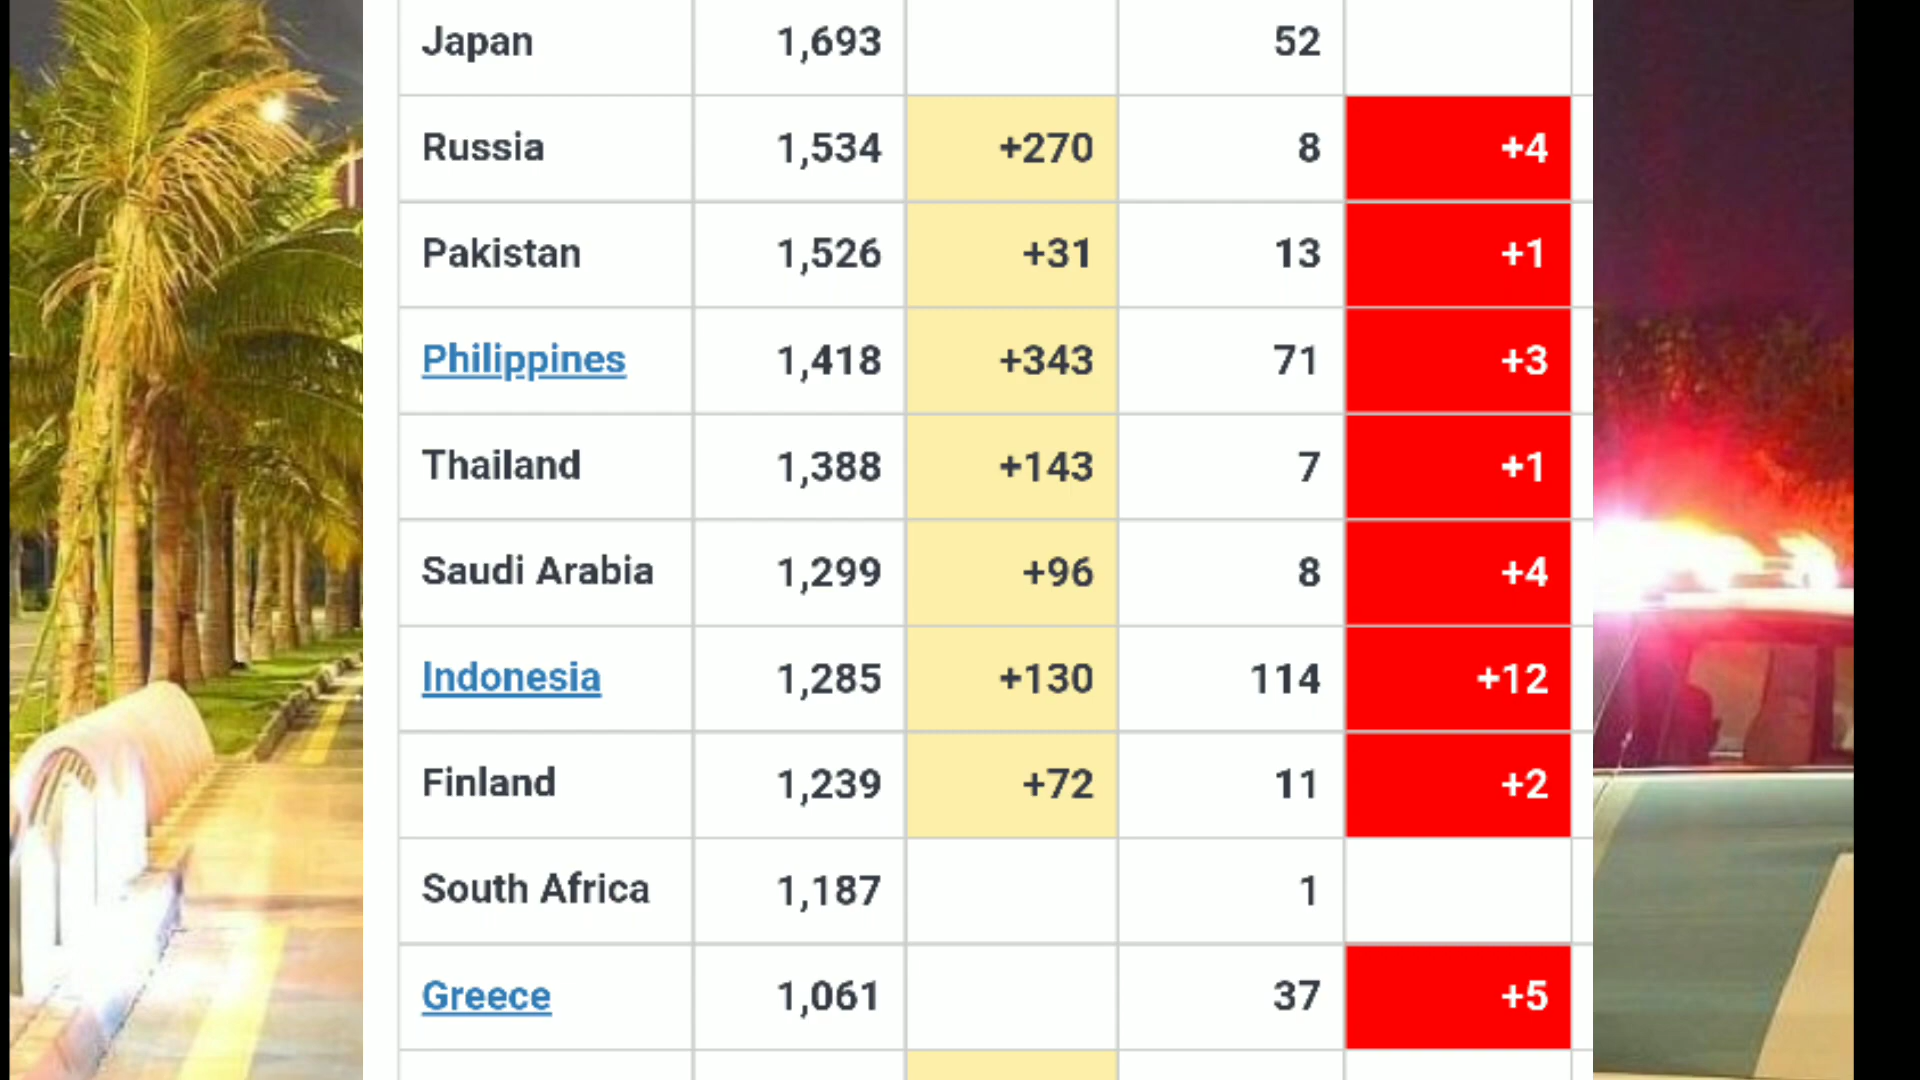 Japan 1,693 52
Russia 1,534 +270 8 +4
Pakistan 1,526 +31 13 +1
Philippines 1,418 +343 71 +3
Thailand 1,388 +143 7 +1
Saudi Arabia 1,299 +96 8 +4
Indonesia 1,285 +130 114 +12
Finland 1,239 +72 11 +2
South Africa 1,187 1
Greece 1,061 37 +5